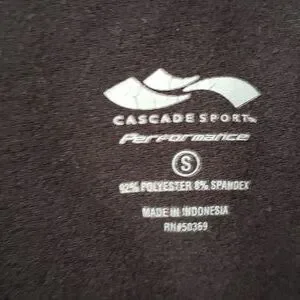 CASCADE SPORT™
Performance
S
92% POLYESTER 8% SPANDEX
MADE IN INDONESIA
RN#50369